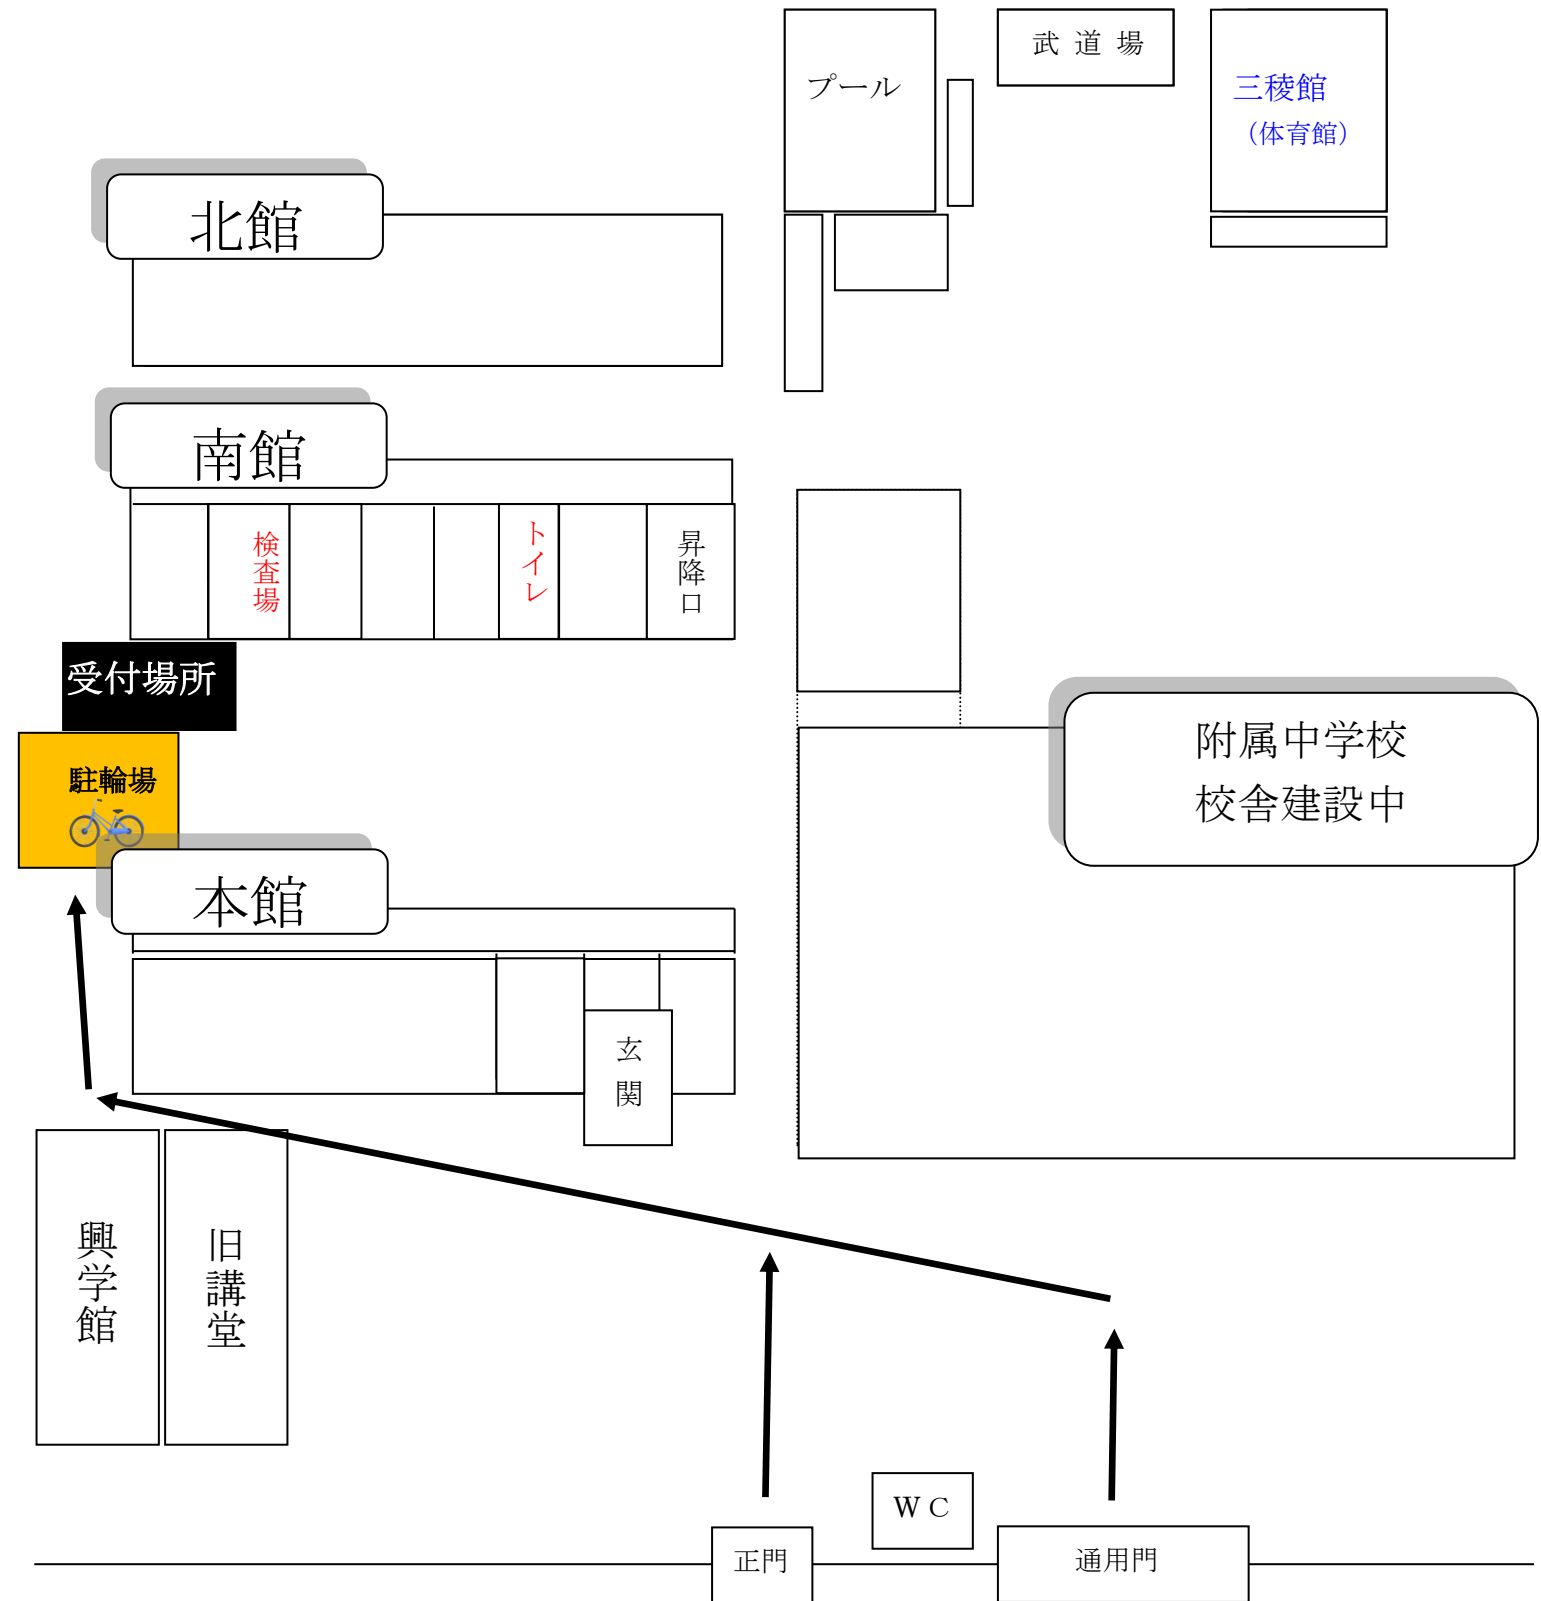 プール
武道場
三稜館
（体育館）
北館
南館
検査場
トイレ
昇降口
受付場所
駐輪場
附属中学校
校舎建設中
本館
玄関
興学館
旧講堂
ＷＣ
正門
通用門